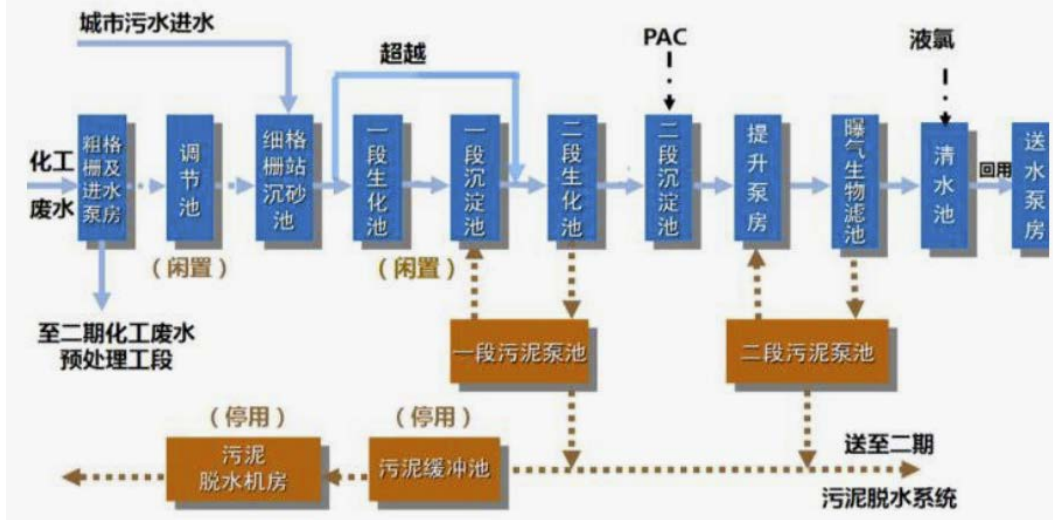 城市污水进水
超越
PAC
液氯
化工
废水
粗格
栅及
进水
泵房
调节池
细格
栅站
沉砂
池
一段生化池
一段沉淀池
二段生化池
二段沉淀池
提升泵房
曝气生物滤池
清水池
回用
送水泵房
（闲置）
（闲置）
至二期化工废水
预处理工段
一段污泥泵池
二段污泥泵池
（停用）
（停用）
污泥
脱水机房
污泥缓冲池
送至二期
污泥脱水系统